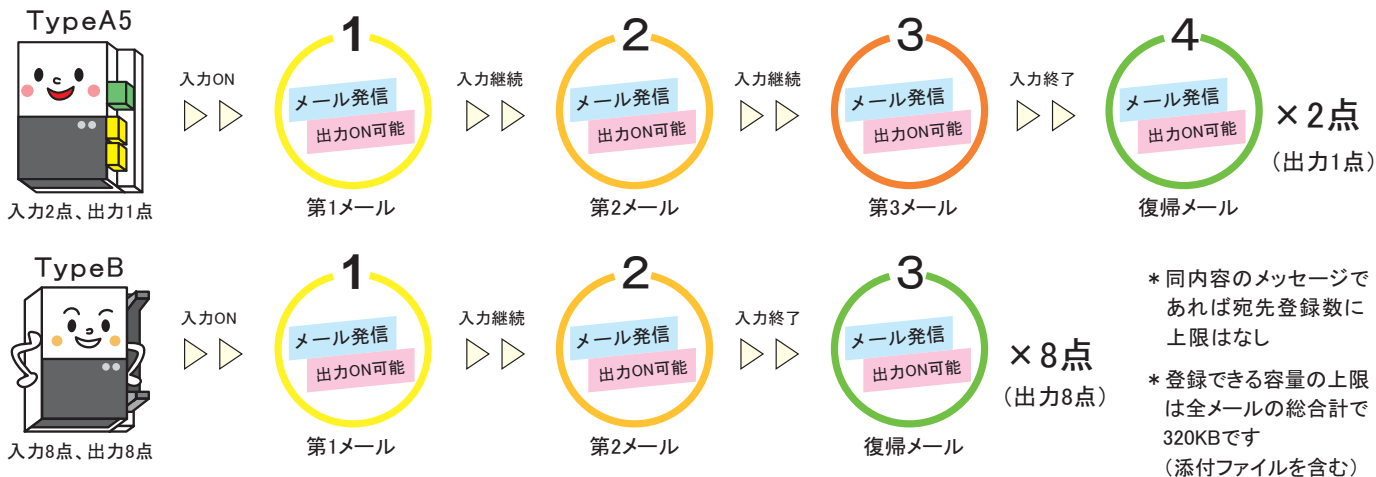 TypeA5
入力2点、出力1点
入力ON
1
メール発信
出力ON可能
第1メール
入力継続
2
メール発信
出力ON可能
第2メール
入力継続
3
メール発信
出力ON可能
第3メール
入力終了
4
メール発信
出力ON可能
復帰メール
×2点
（出力1点）
TypeB
入力8点、出力8点
入力ON
1
メール発信
出力ON可能
第1メール
入力継続
2
メール発信
出力ON可能
第2メール
入力終了
3
メール発信
出力ON可能
復帰メール
×8点
（出力8点）
＊同内容のメッセージで
あれば宛先登録数に
上限はなし
＊登録できる容量の上限
は全メールの総合計で
320KBです
（添付ファイルを含む）